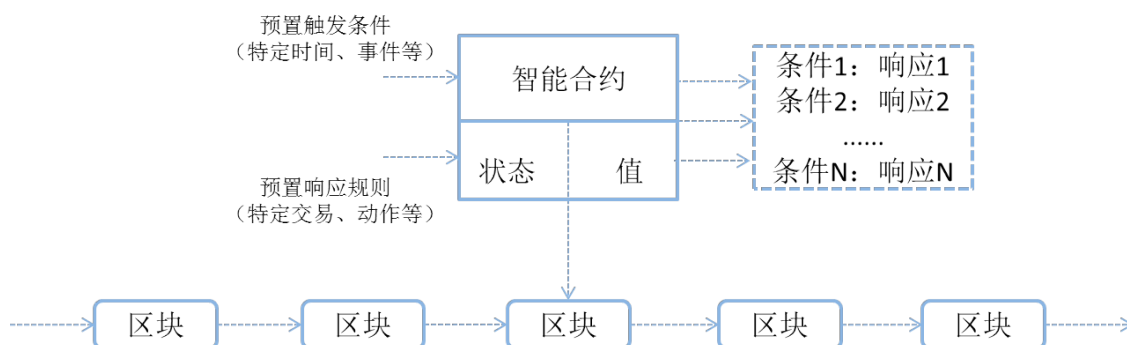 预置触发条件
（特定时间、事件等）
智能合约
条件1：响应1
条件2：响应2
......
条件N：响应N
状态
值
预置响应规则
（特定交易、动作等）
区块
区块
区块
区块
区块